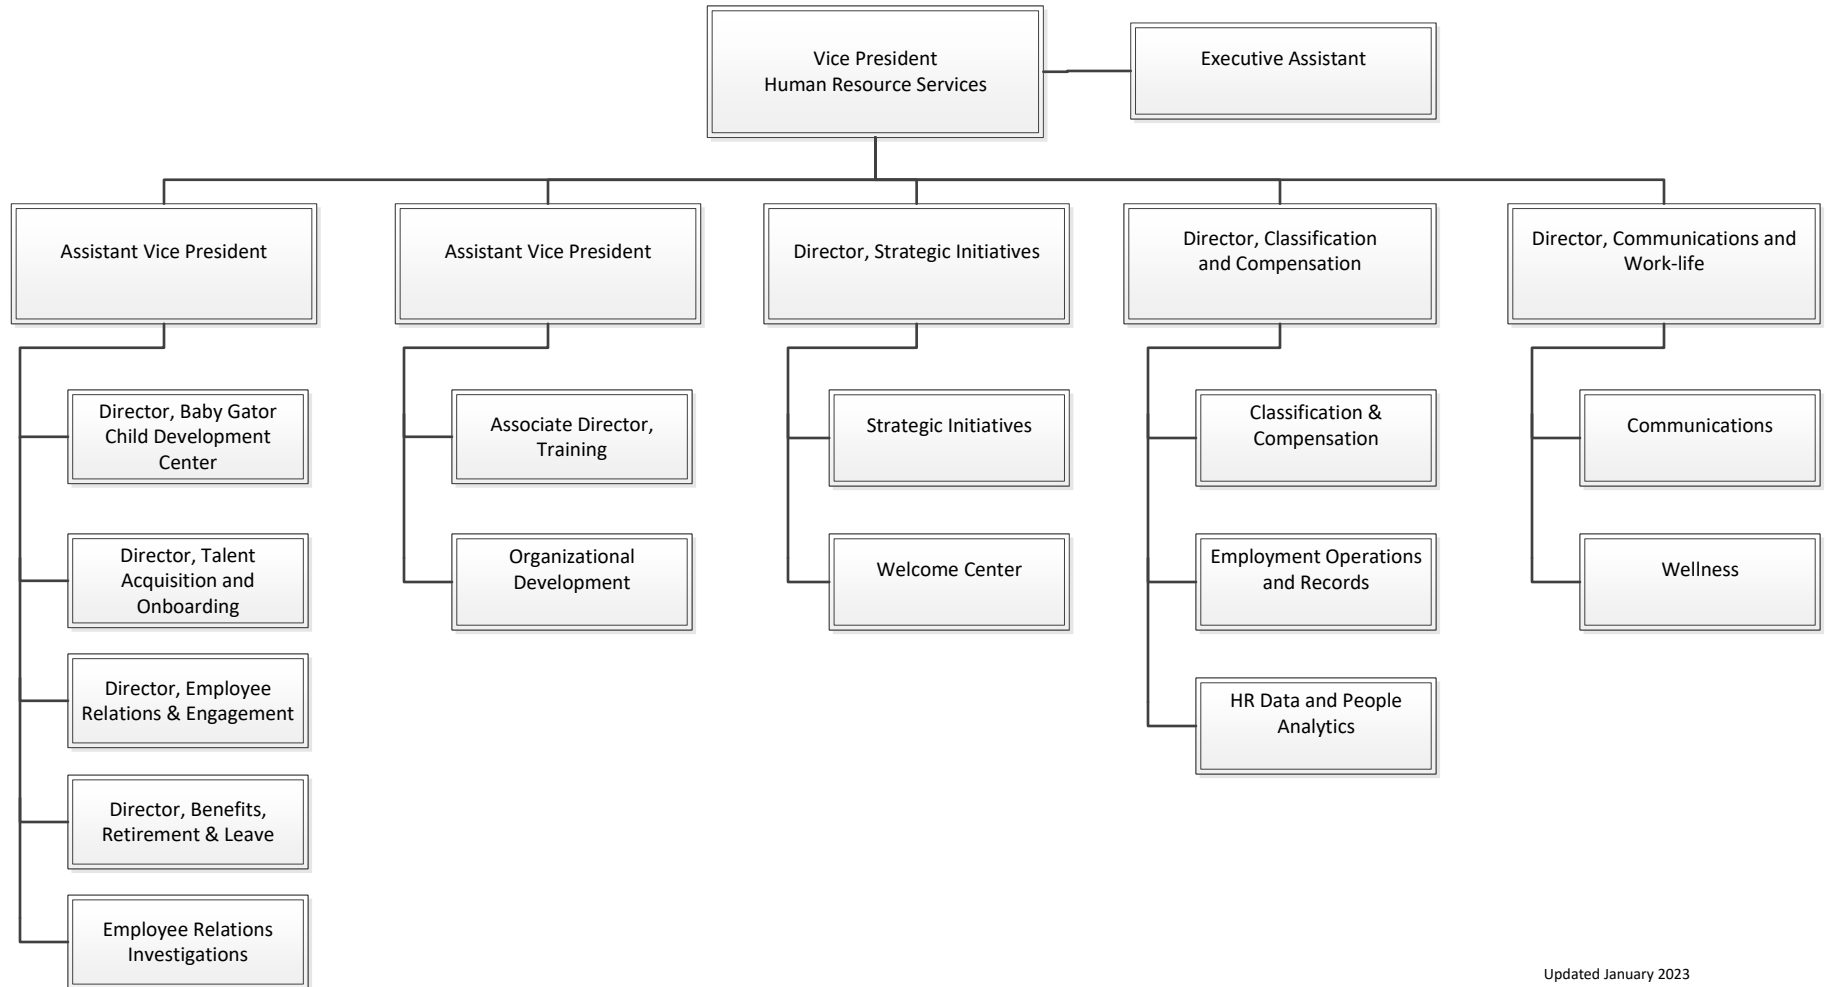 Vice President
Human Resource Services
Executive Assistant
Assistant Vice President
Assistant Vice President
Director, Strategic Initiatives
Director, Classification
and Compensation
Director, Communications and
Work-life
Director, Baby Gator
Child Development
Center
Director, Talent
Acquisition and
Onboarding
Director, Employee
Relations & Engagement
Director, Benefits,
Retirement & Leave
Employee Relations
Investigations
Associate Director,
Training
Organizational
Development
Strategic Initiatives
Welcome Center
Classification &
Compensation
Employment Operations
and Records
HR Data and People
Analytics
Communications
Wellness
Updated January 2023